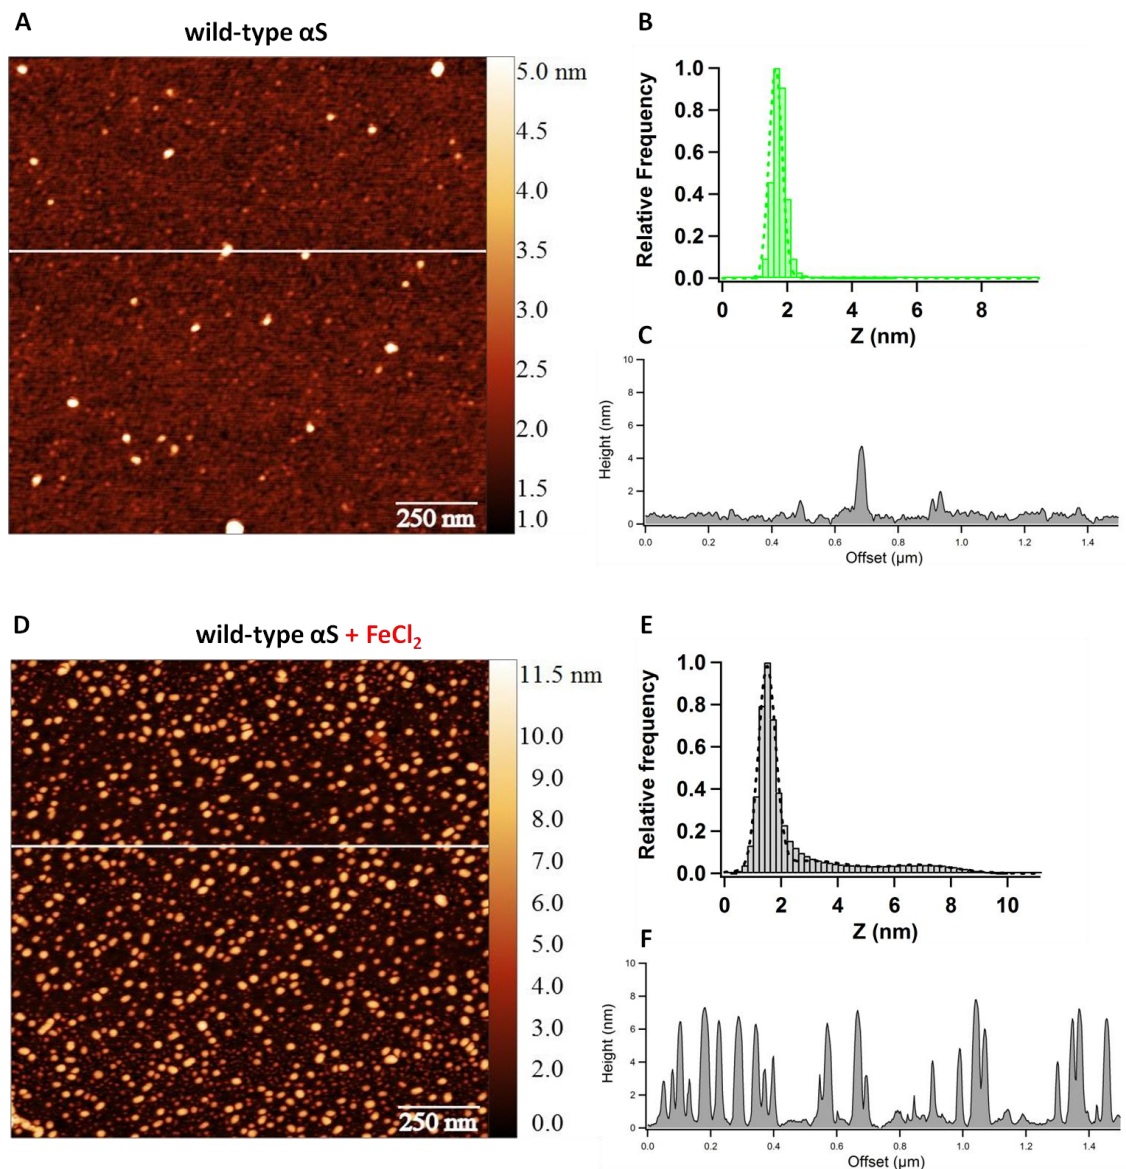 A
wild-type αS
5.0 nm
4.5
4.0
3.5
3.0
2.5
2.0
1.5
1.0
250 nm
B
Relative Frequency
1.0
0.8
0.6
0.4
0.2
0.0
0 2 4 6 8
Z (nm)
C
Height (nm)
10
8
6
4
2
0
0.0 0.2 0.4 0.6 0.8 1.0 1.2 1.4
Offset (µm)
D
wild-type αS + FeCl₂
11.5 nm
10.0
9.0
8.0
7.0
6.0
5.0
4.0
3.0
2.0
0.0
250 nm
E
Relative frequency
1.0
0.8
0.6
0.4
0.2
0.0
0 2 4 6 8 10
Z (nm)
F
Height (nm)
10
8
6
4
2
0
0.0 0.2 0.4 0.6 0.8 1.0 1.2 1.4
Offset (µm)